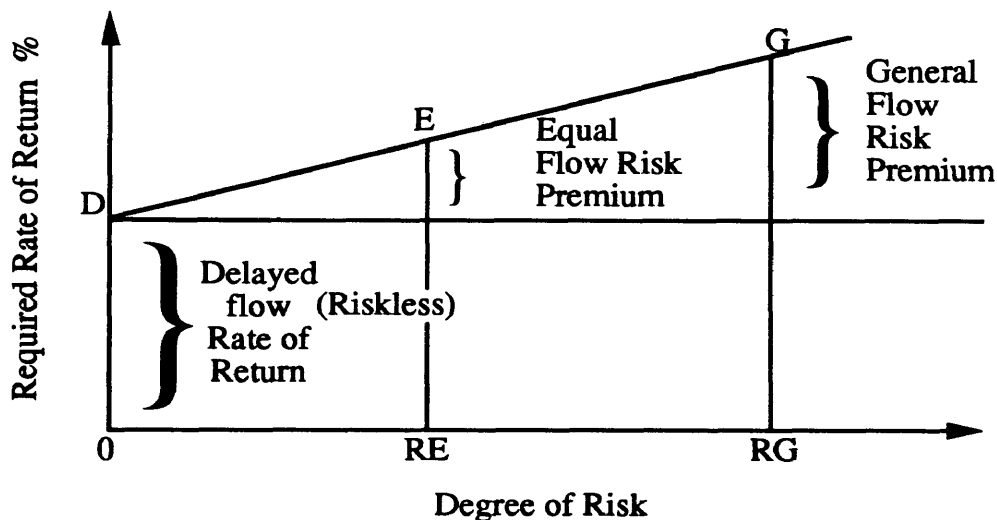 Required Rate of Return %
G
General
Flow
Risk
Premium
E
Equal
Flow Risk
Premium
D
Delayed
flow (Riskless)
Rate of
Return
0
RE
RG
Degree of Risk